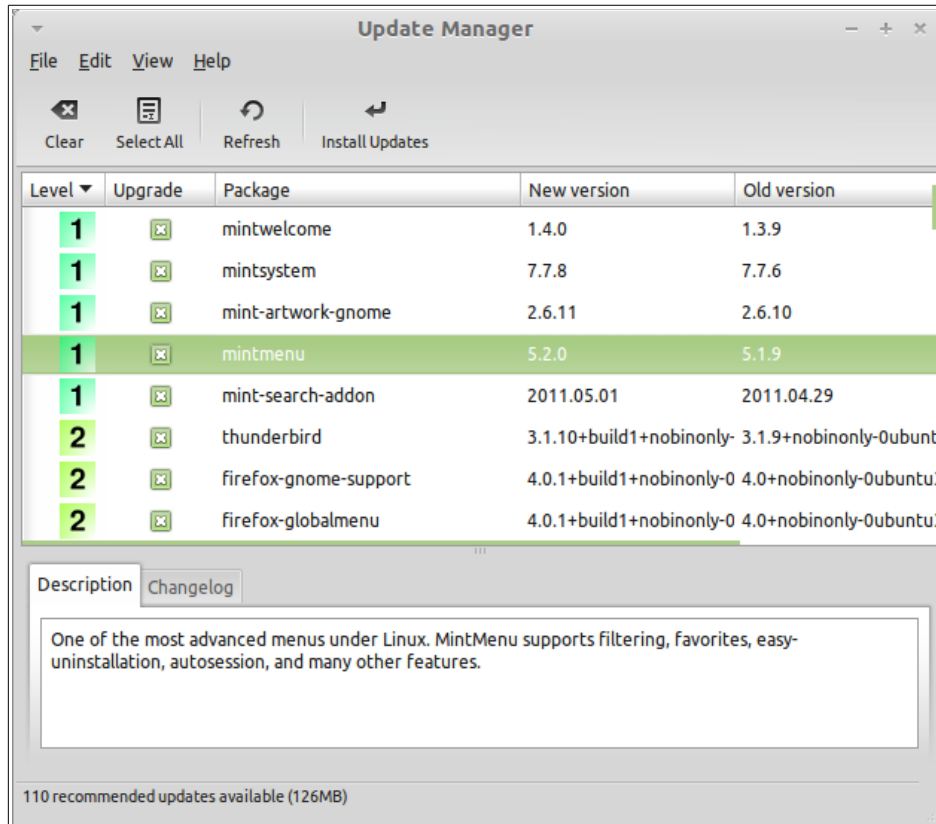 Update Manager
File Edit View Help
Clear Select All Refresh Install Updates
Level Upgrade Package New version Old version
1 mintwelcome 1.4.0 1.3.9
1 mintsystem 7.7.8 7.7.6
1 mint-artwork-gnome 2.6.11 2.6.10
1 mintmenu 5.2.0 5.1.9
1 mint-search-addon 2011.05.01 2011.04.29
2 thunderbird 3.1.10+build1+nobinonly- 3.1.9+nobinonly-0ubunt
2 firefox-gnome-support 4.0.1+build1+nobinonly-0 4.0+nobinonly-0ubuntu
2 firefox-globalmenu 4.0.1+build1+nobinonly-0 4.0+nobinonly-0ubuntu
Description Changelog
One of the most advanced menus under Linux. MintMenu supports filtering, favorites, easy-
uninstallation, autosession, and many other features.
110 recommended updates available (126MB)